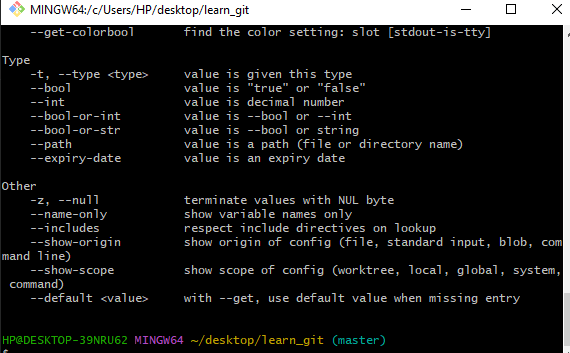 MINGW64:/c/Users/HP/desktop/learn_git
--get-colorbool find the color setting: slot [stdout-is-tty]
Type
-t, --type <type> value is given this type
--bool value is "true" or "false"
--int value is decimal number
--bool-or-int value is --bool or --int
--bool-or-str value is --bool or string
--path value is a path (file or directory name)
--expiry-date value is an expiry date
Other
-z, --null terminate values with NUL byte
--name-only show variable names only
--includes respect include directives on lookup
--show-origin show origin of config (file, standard input, blob, com
mand line)
--show-scope show scope of config (worktree, local, global, system,
command)
--default <value> with --get, use default value when missing entry
HP@DESKTOP-39NRU62 MINGW64 ~/desktop/learn_git (master)